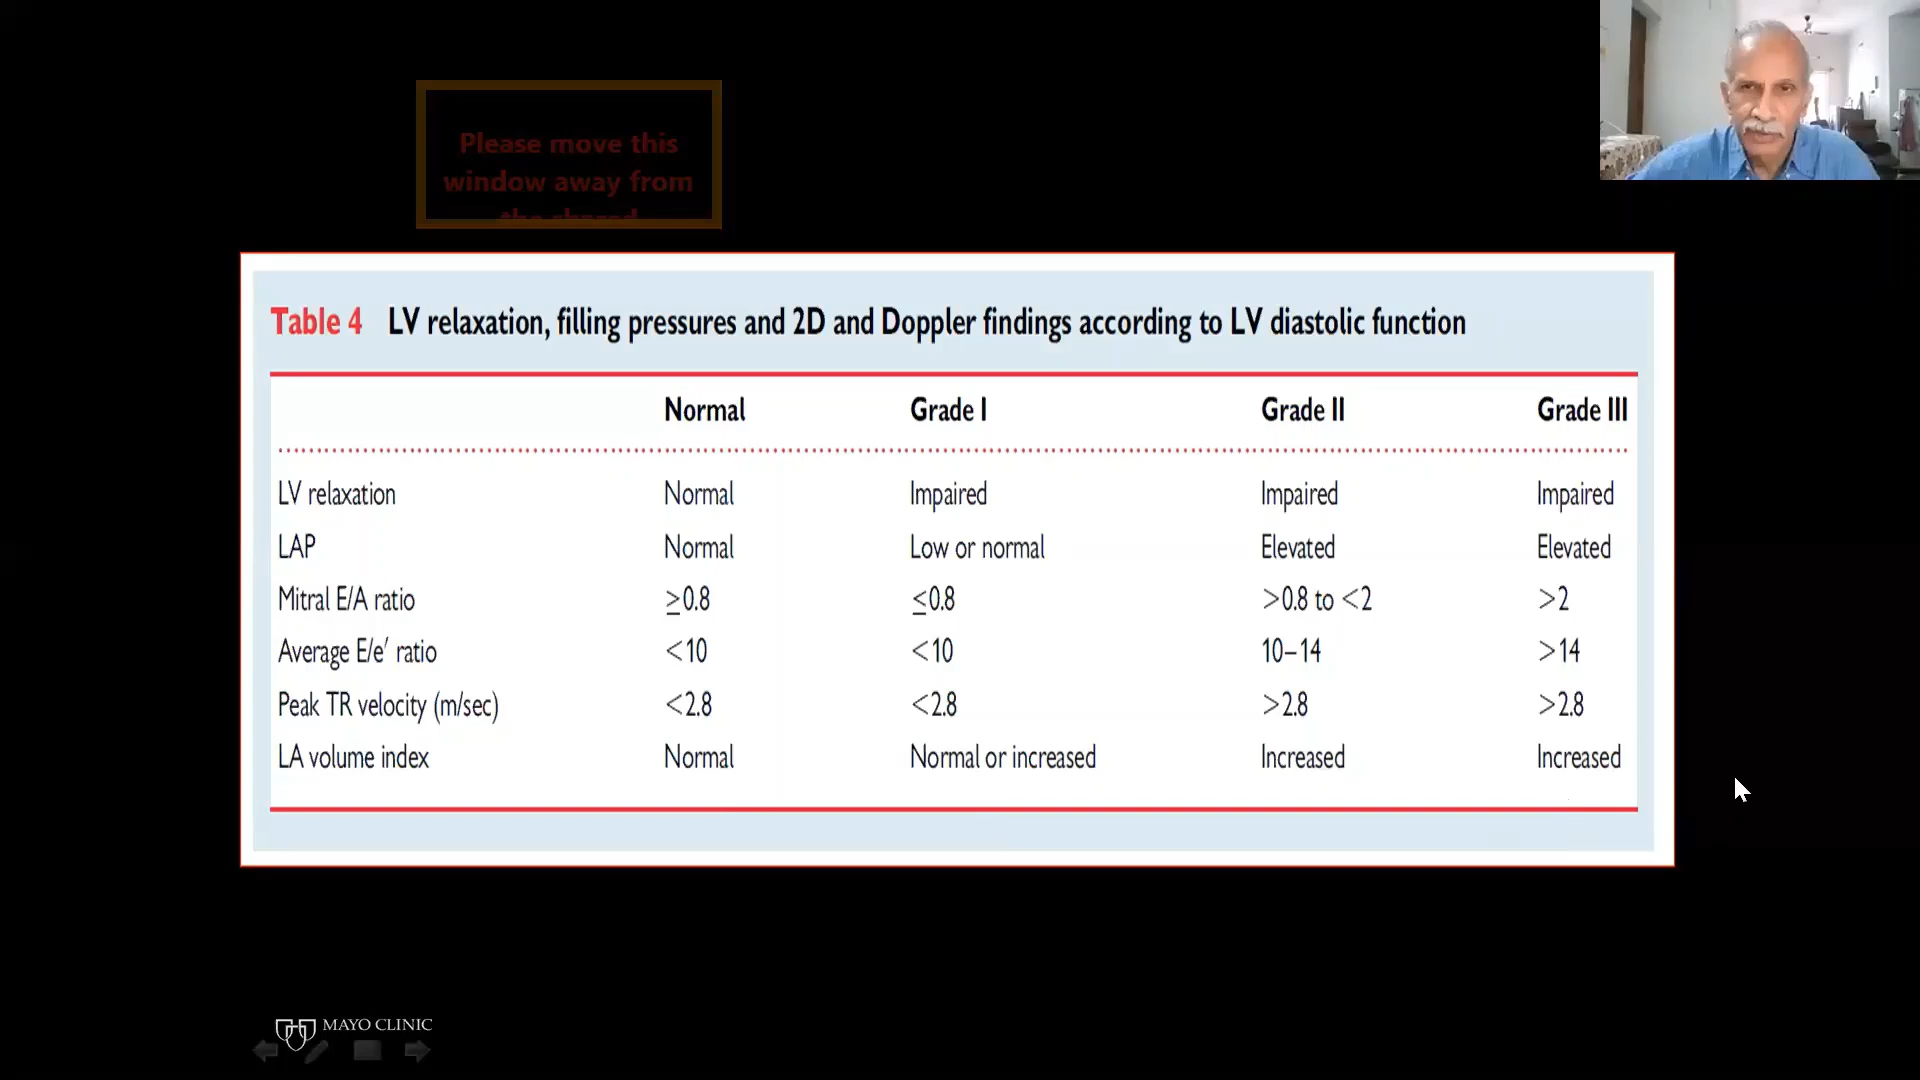 Please move this
window away from
the shared
Table 4 LV relaxation, filling pressures and 2D and Doppler findings according to LV diastolic function
Normal Grade I Grade II Grade III
LV relaxation Normal Impaired Impaired Impaired
LAP Normal Low or normal Elevated Elevated
Mitral E/A ratio ≥0.8 ≤0.8 >0.8 to <2 >2
Average E/e′ ratio <10 <10 10–14 >14
Peak TR velocity (m/sec) <2.8 <2.8 >2.8 >2.8
LA volume index Normal Normal or increased Increased Increased
MAYO CLINIC